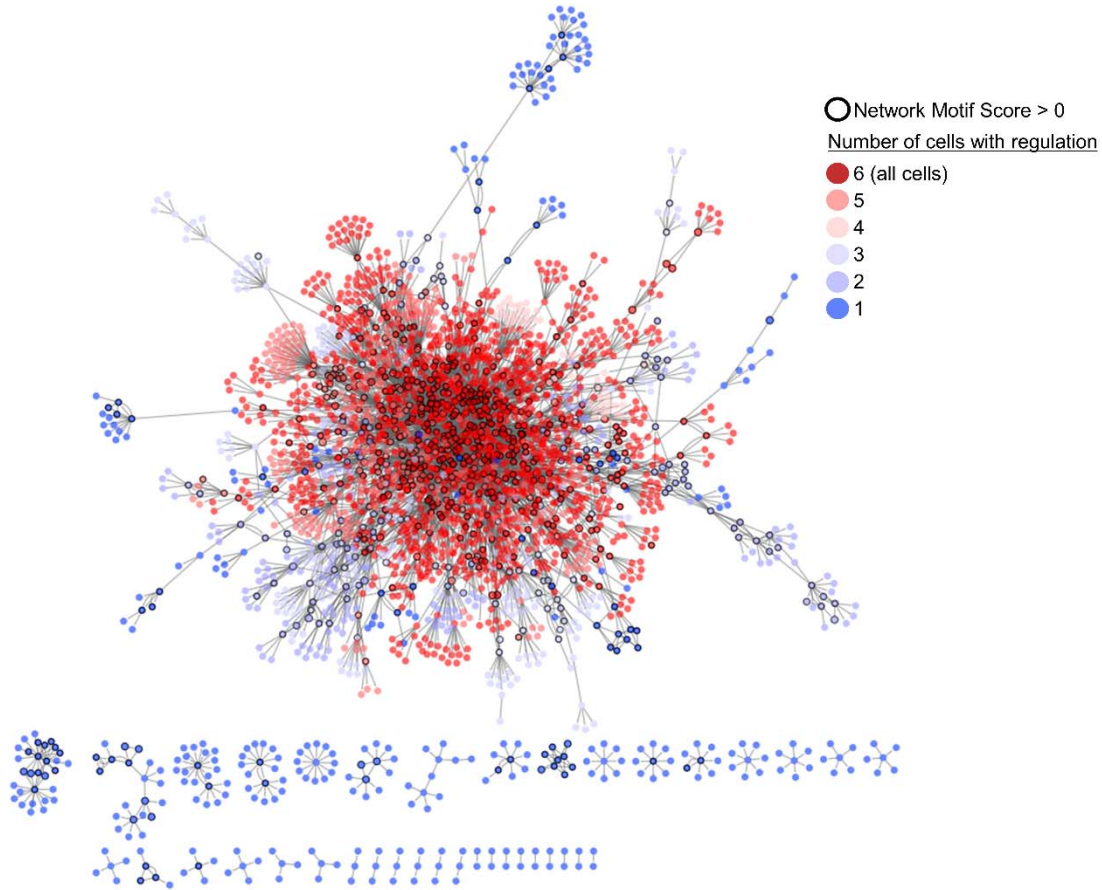 Network Motif Score > 0
Number of cells with regulation
6 (all cells)
5
4
3
2
1